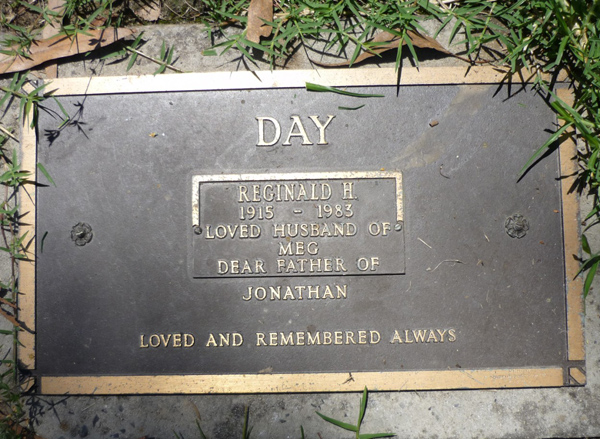 DAY
REGINALD H.
1915 - 1983
LOVED HUSBAND OF
MEG
DEAR FATHER OF
JONATHAN
LOVED AND REMEMBERED ALWAYS